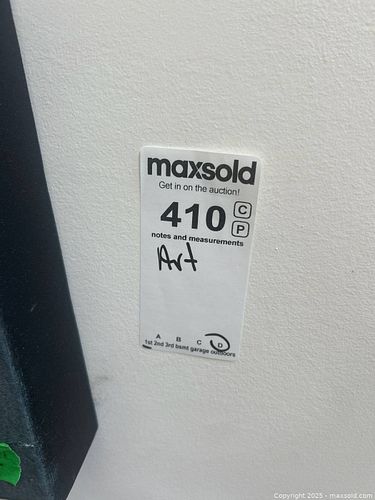 maxsold
Get in on the auction!
410 C
P
notes and measurements
Art
A B C D
1st 2nd 3rd bsmt garage outdoors
Copyright 2025 - maxsold.com